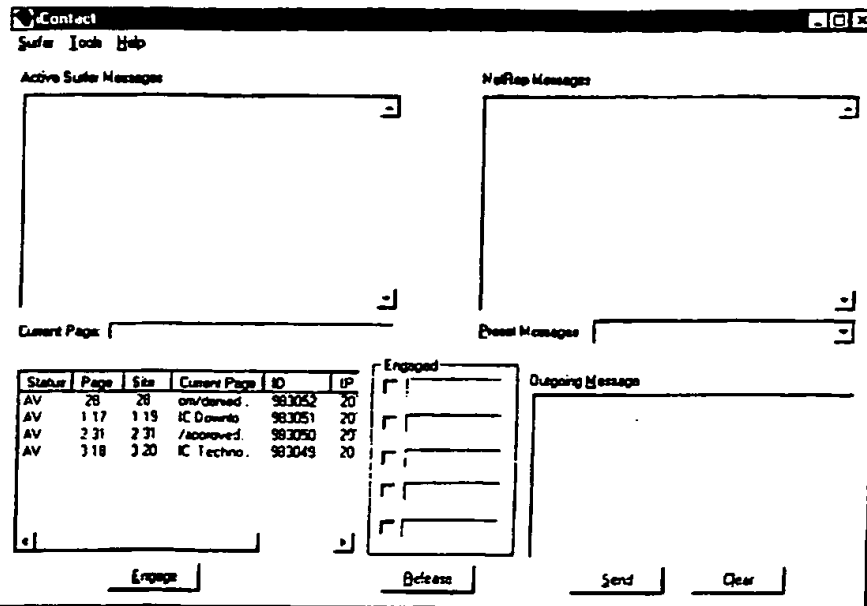 iContact
Surfer Tools Help
Active Surfer Messages
NetRep Messages
Current Page:
Preset Messages
Status Page Site Current Page ID IP
AV 28 28 983052 20
AV 1 17 1 19 IC Downlo 983051 20
AV 2 31 2 31 /approved. 983050 20
AV 3 18 3 20 IC Techno. 983049 20
Engaged
Outgoing Message
Engage
Release
Send
Clear